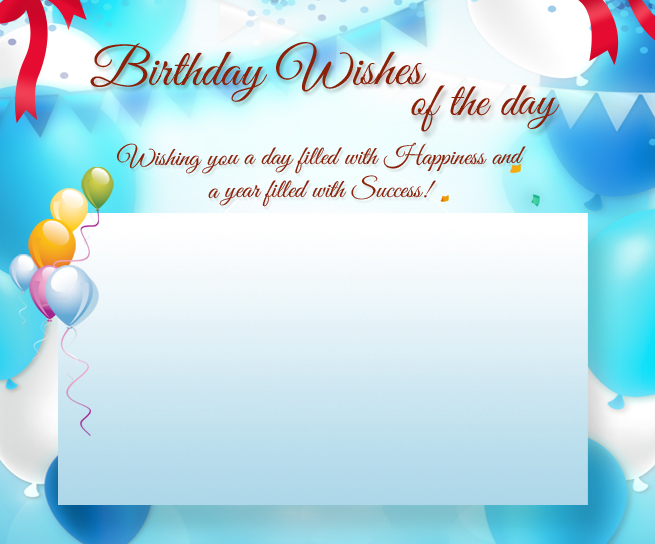 Birthday Wishes
of the day
Wishing you a day filled with Happiness and
a year filled with Success!